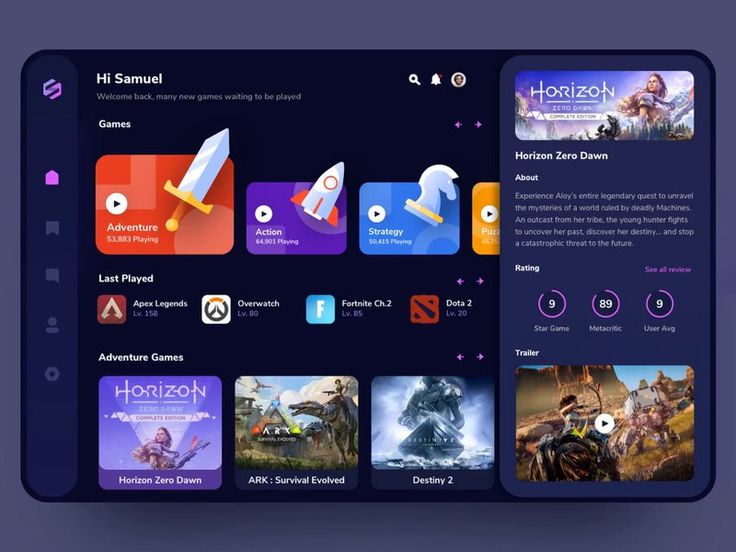 Hi Samuel
Welcome back, many new games waiting to be played
Games
Adventure
53,883 Playing
Action
64,901 Playing
Strategy
50,415 Playing
Last Played
Apex Legends
Lv. 158
Overwatch
Lv. 80
Fortnite Ch.2
Lv. 85
Dota 2
Lv. 20
Adventure Games
HORIZON
ZERO DAWN
COMPLETE EDITION
Horizon Zero Dawn
ARK
SURVIVAL EVOLVED
ARK : Survival Evolved
DESTINY 2
Destiny 2
HORIZON
ZERO DAWN
COMPLETE EDITION
Horizon Zero Dawn
About
Experience Aloy's entire legendary quest to unravel
the mysteries of a world ruled by deadly Machines.
An outcast from her tribe, the young hunter fights
to uncover her past, discover her destiny... and stop
a catastrophic threat to the future.
Rating
See all review
9
Star Game
89
Metacritic
9
User Avg
Trailer